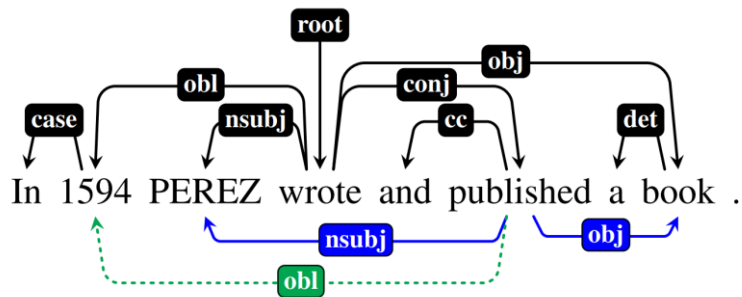 root
obl conj obj
case nsubj cc det
In 1594 PEREZ wrote and published a book .
nsubj obj
obl